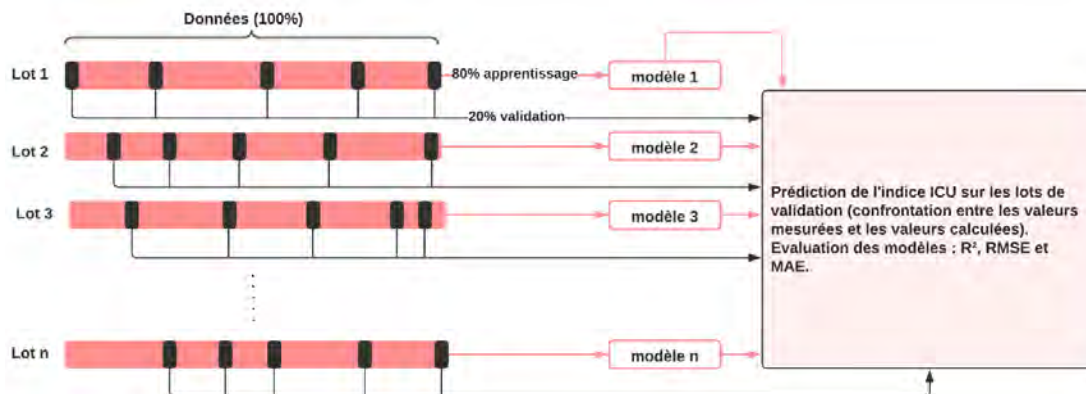 Données (100%)
Lot 1
80% apprentissage
modèle 1
20% validation
Lot 2
modèle 2
Lot 3
modèle 3
Prédiction de l'indice ICU sur les lots de
validation (confrontation entre les valeurs
mesurées et les valeurs calculées).
Evaluation des modèles : R², RMSE et
MAE.
Lot n
modèle n